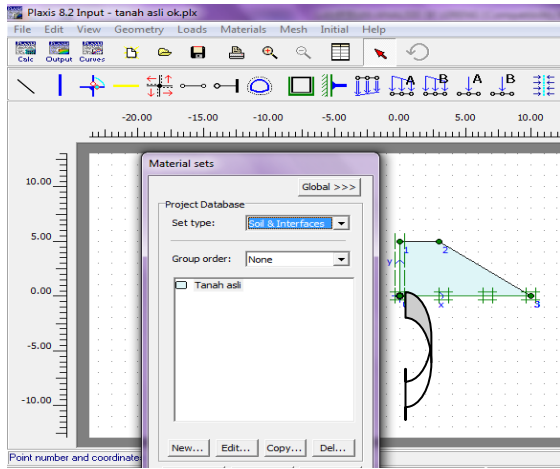 Plaxis 8.2 Input - tanah asli ok.plx
File Edit View Geometry Loads Materials Mesh Initial Help
Calc Output Curves
A B A B
-20.00 -15.00 -10.00 -5.00 0.00 5.00 10.00
Material sets
Global >>>
Project Database
Set type: Soil & Interfaces
Group order: None
Tanah asli
New... Edit... Copy... Del...
10.00
5.00
0.00
-5.00
-10.00
1 2
y
x 3
Point number and coordinate